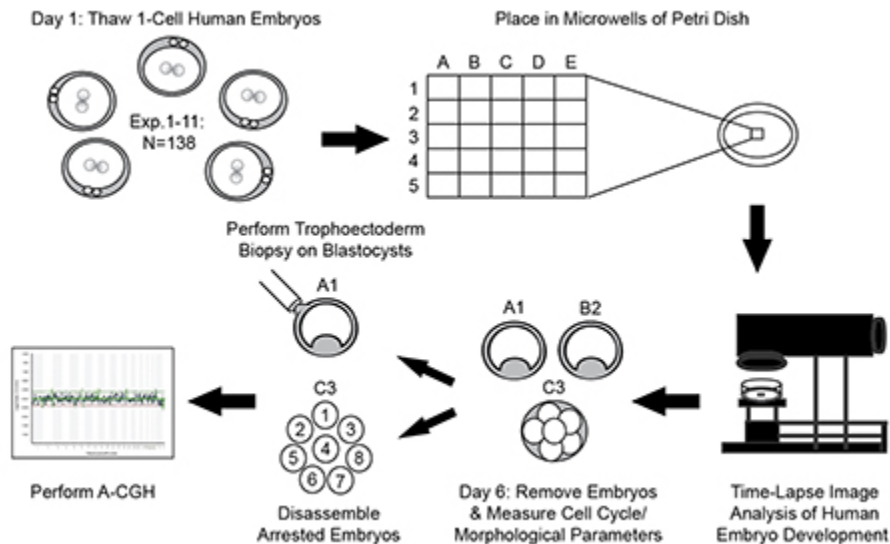 Day 1: Thaw 1-Cell Human Embryos
Exp.1-11:
N=138
Place in Microwells of Petri Dish
A B C D E
1
2
3
4
5
Time-Lapse Image
Analysis of Human
Embryo Development
A1 B2
C3
Day 6: Remove Embryos
& Measure Cell Cycle/
Morphological Parameters
Perform Trophoectoderm
Biopsy on Blastocysts
A1
C3
1
2 3
4
5 8
6 7
Disassemble
Arrested Embryos
Perform A-CGH